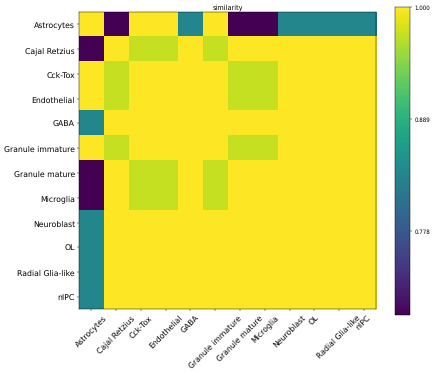 similarity
Astrocytes
Cajal Retzius
Cck-Tox
Endothelial
GABA
Granule immature
Granule mature
Microglia
Neuroblast
OL
Radial Glia-like
nIPC
Astrocytes
Cajal Retzius
Cck-Tox
Endothelial
GABA
Granule immature
Granule mature
Microglia
Neuroblast
OL
Radial Glia-like
nIPC
1.000
0.889
0.778